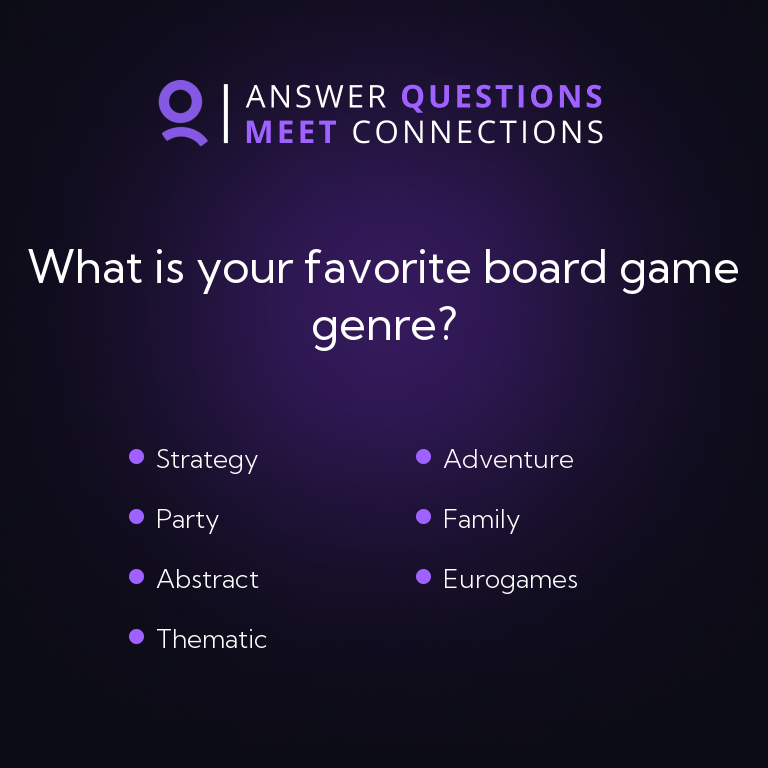 ANSWER QUESTIONS
MEET CONNECTIONS
What is your favorite board game
genre?
Strategy
Party
Abstract
Thematic
Adventure
Family
Eurogames